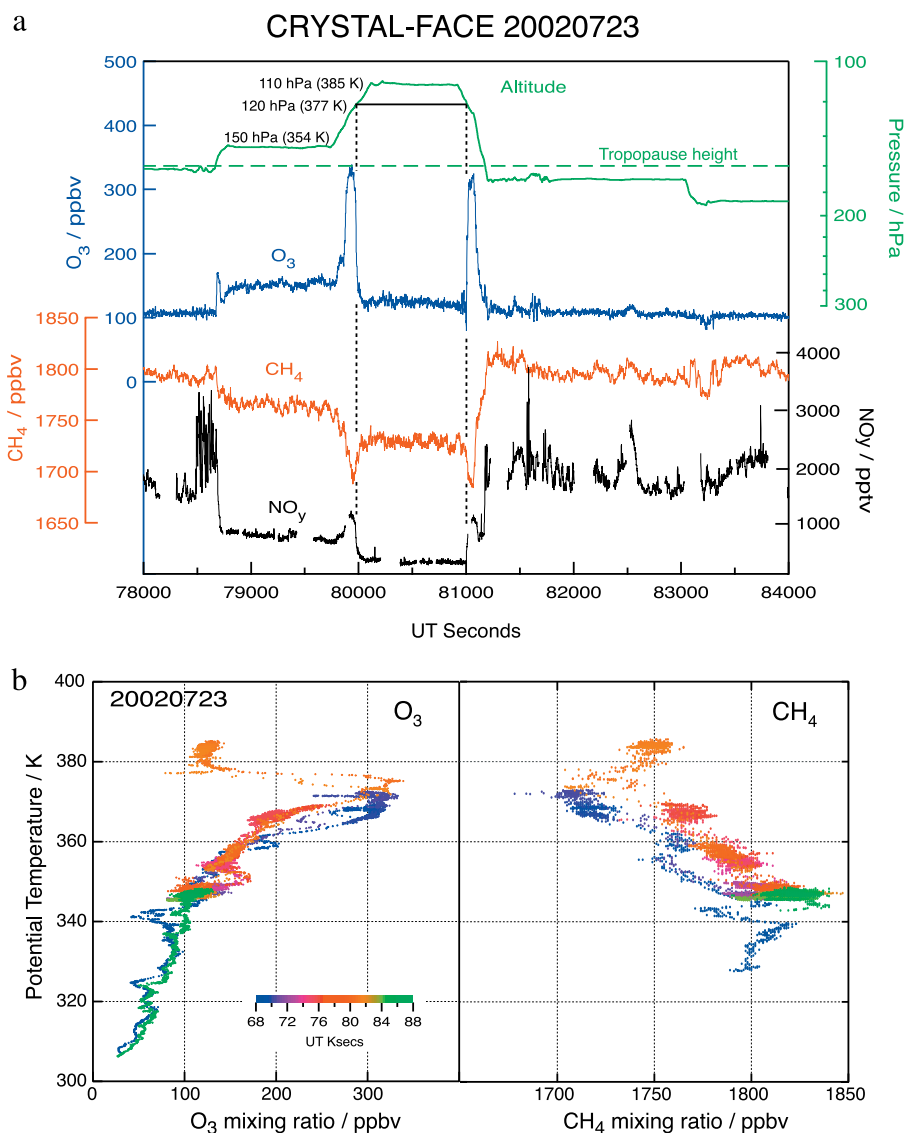 a
CRYSTAL-FACE 20020723
500
400
300
200
100
0
O3 / ppbv
1850
1800
1750
1700
1650
CH4 / ppbv
110 hPa (385 K)
120 hPa (377 K)
150 hPa (354 K)
Altitude
Tropopause height
O3
CH4
NOy
100
200
300
Pressure / hPa
4000
3000
2000
1000
NOy / pptv
78000 79000 80000 81000 82000 83000 84000
UT Seconds
b
400
380
360
340
320
300
Potential Temperature / K
20020723
O3
CH4
68 72 76 80 84 88
UT Ksecs
0 100 200 300
1700 1750 1800 1850
O3 mixing ratio / ppbv
CH4 mixing ratio / ppbv